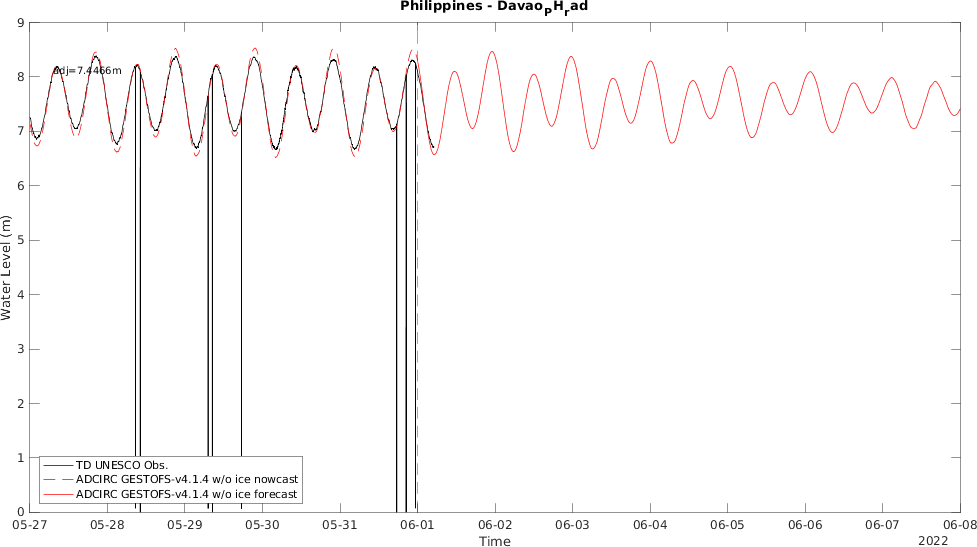 Philippines - Davao_PH_rad
adj=7.4466m
9
8
7
6
5
4
3
2
1
0
Water Level (m)
TD UNESCO Obs.
ADCIRC GESTOFS-v4.1.4 w/o ice nowcast
ADCIRC GESTOFS-v4.1.4 w/o ice forecast
05-27 05-28 05-29 05-30 05-31 06-01 06-02 06-03 06-04 06-05 06-06 06-07 06-08
Time
2022